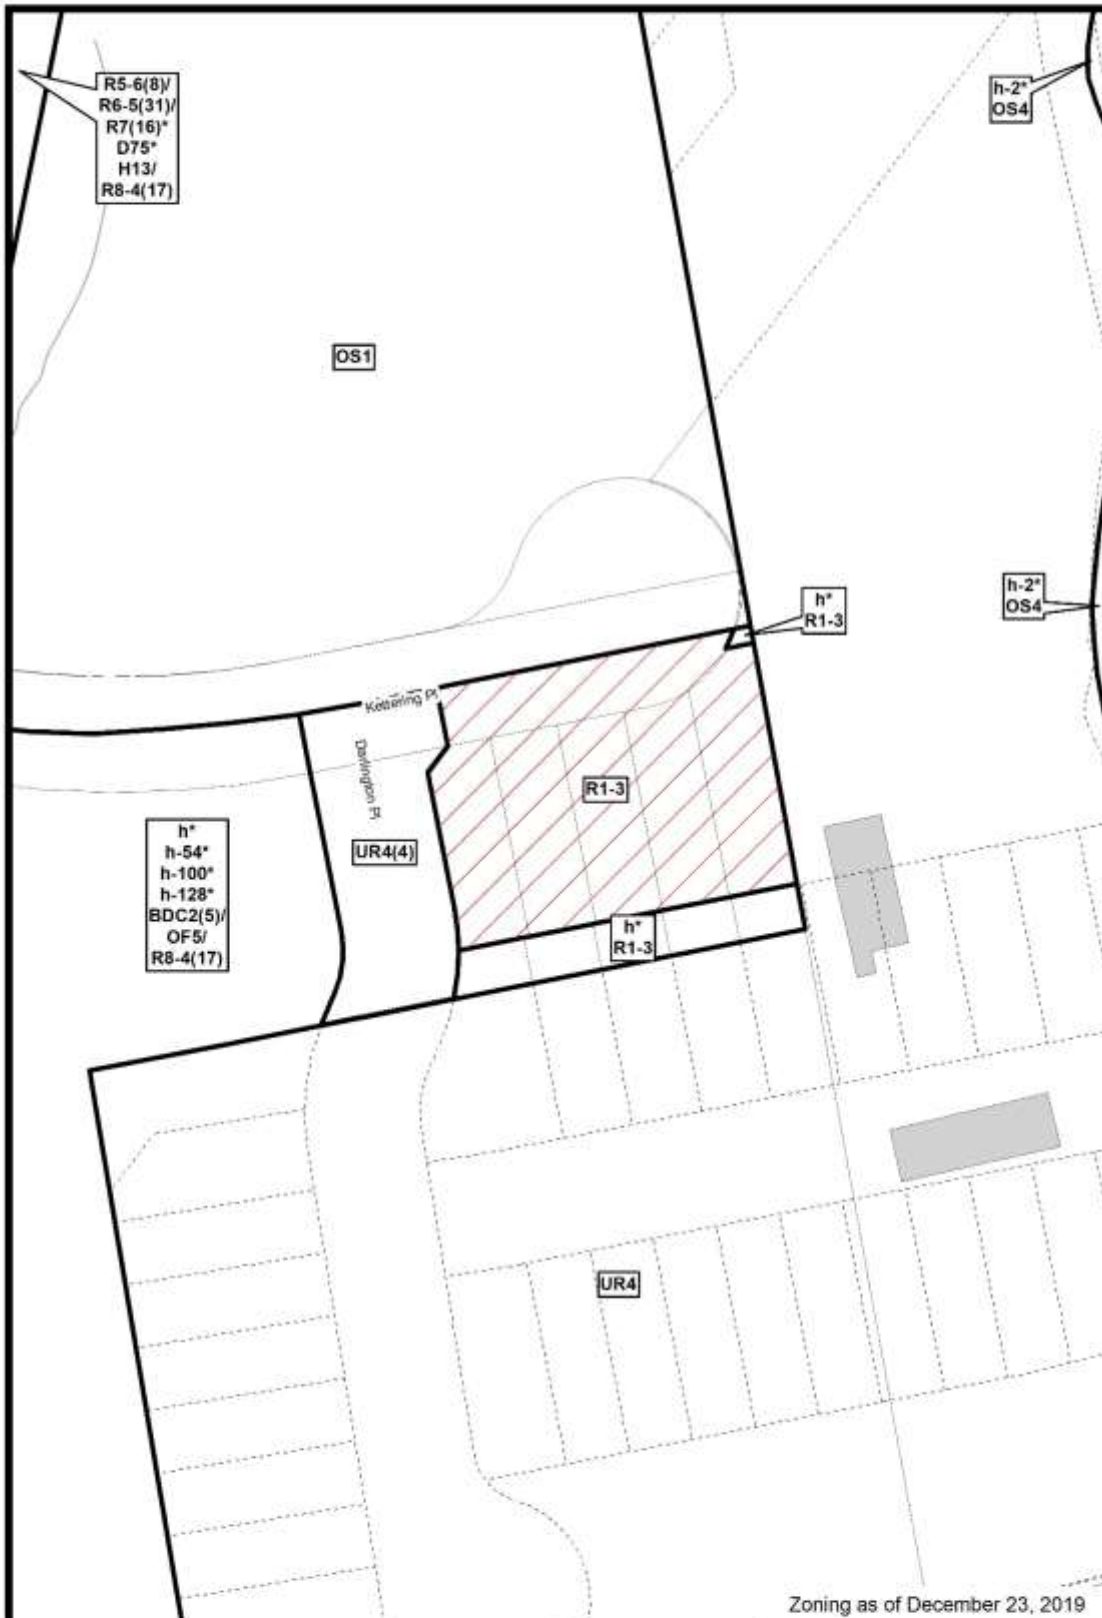 R5-6(8)/
R6-5(31)/
R7(16)*
D75*
H13/
R8-4(17)
h-2*
OS4
OS1
h-2*
OS4
h*
R1-3
Kettering Pl
Darlington Pl
R1-3
UR4(4)
h*
h-54*
h-100*
h-128*
BDC2(5)/
OF5/
R8-4(17)
h*
R1-3
UR4
Zoning as of December 23, 2019